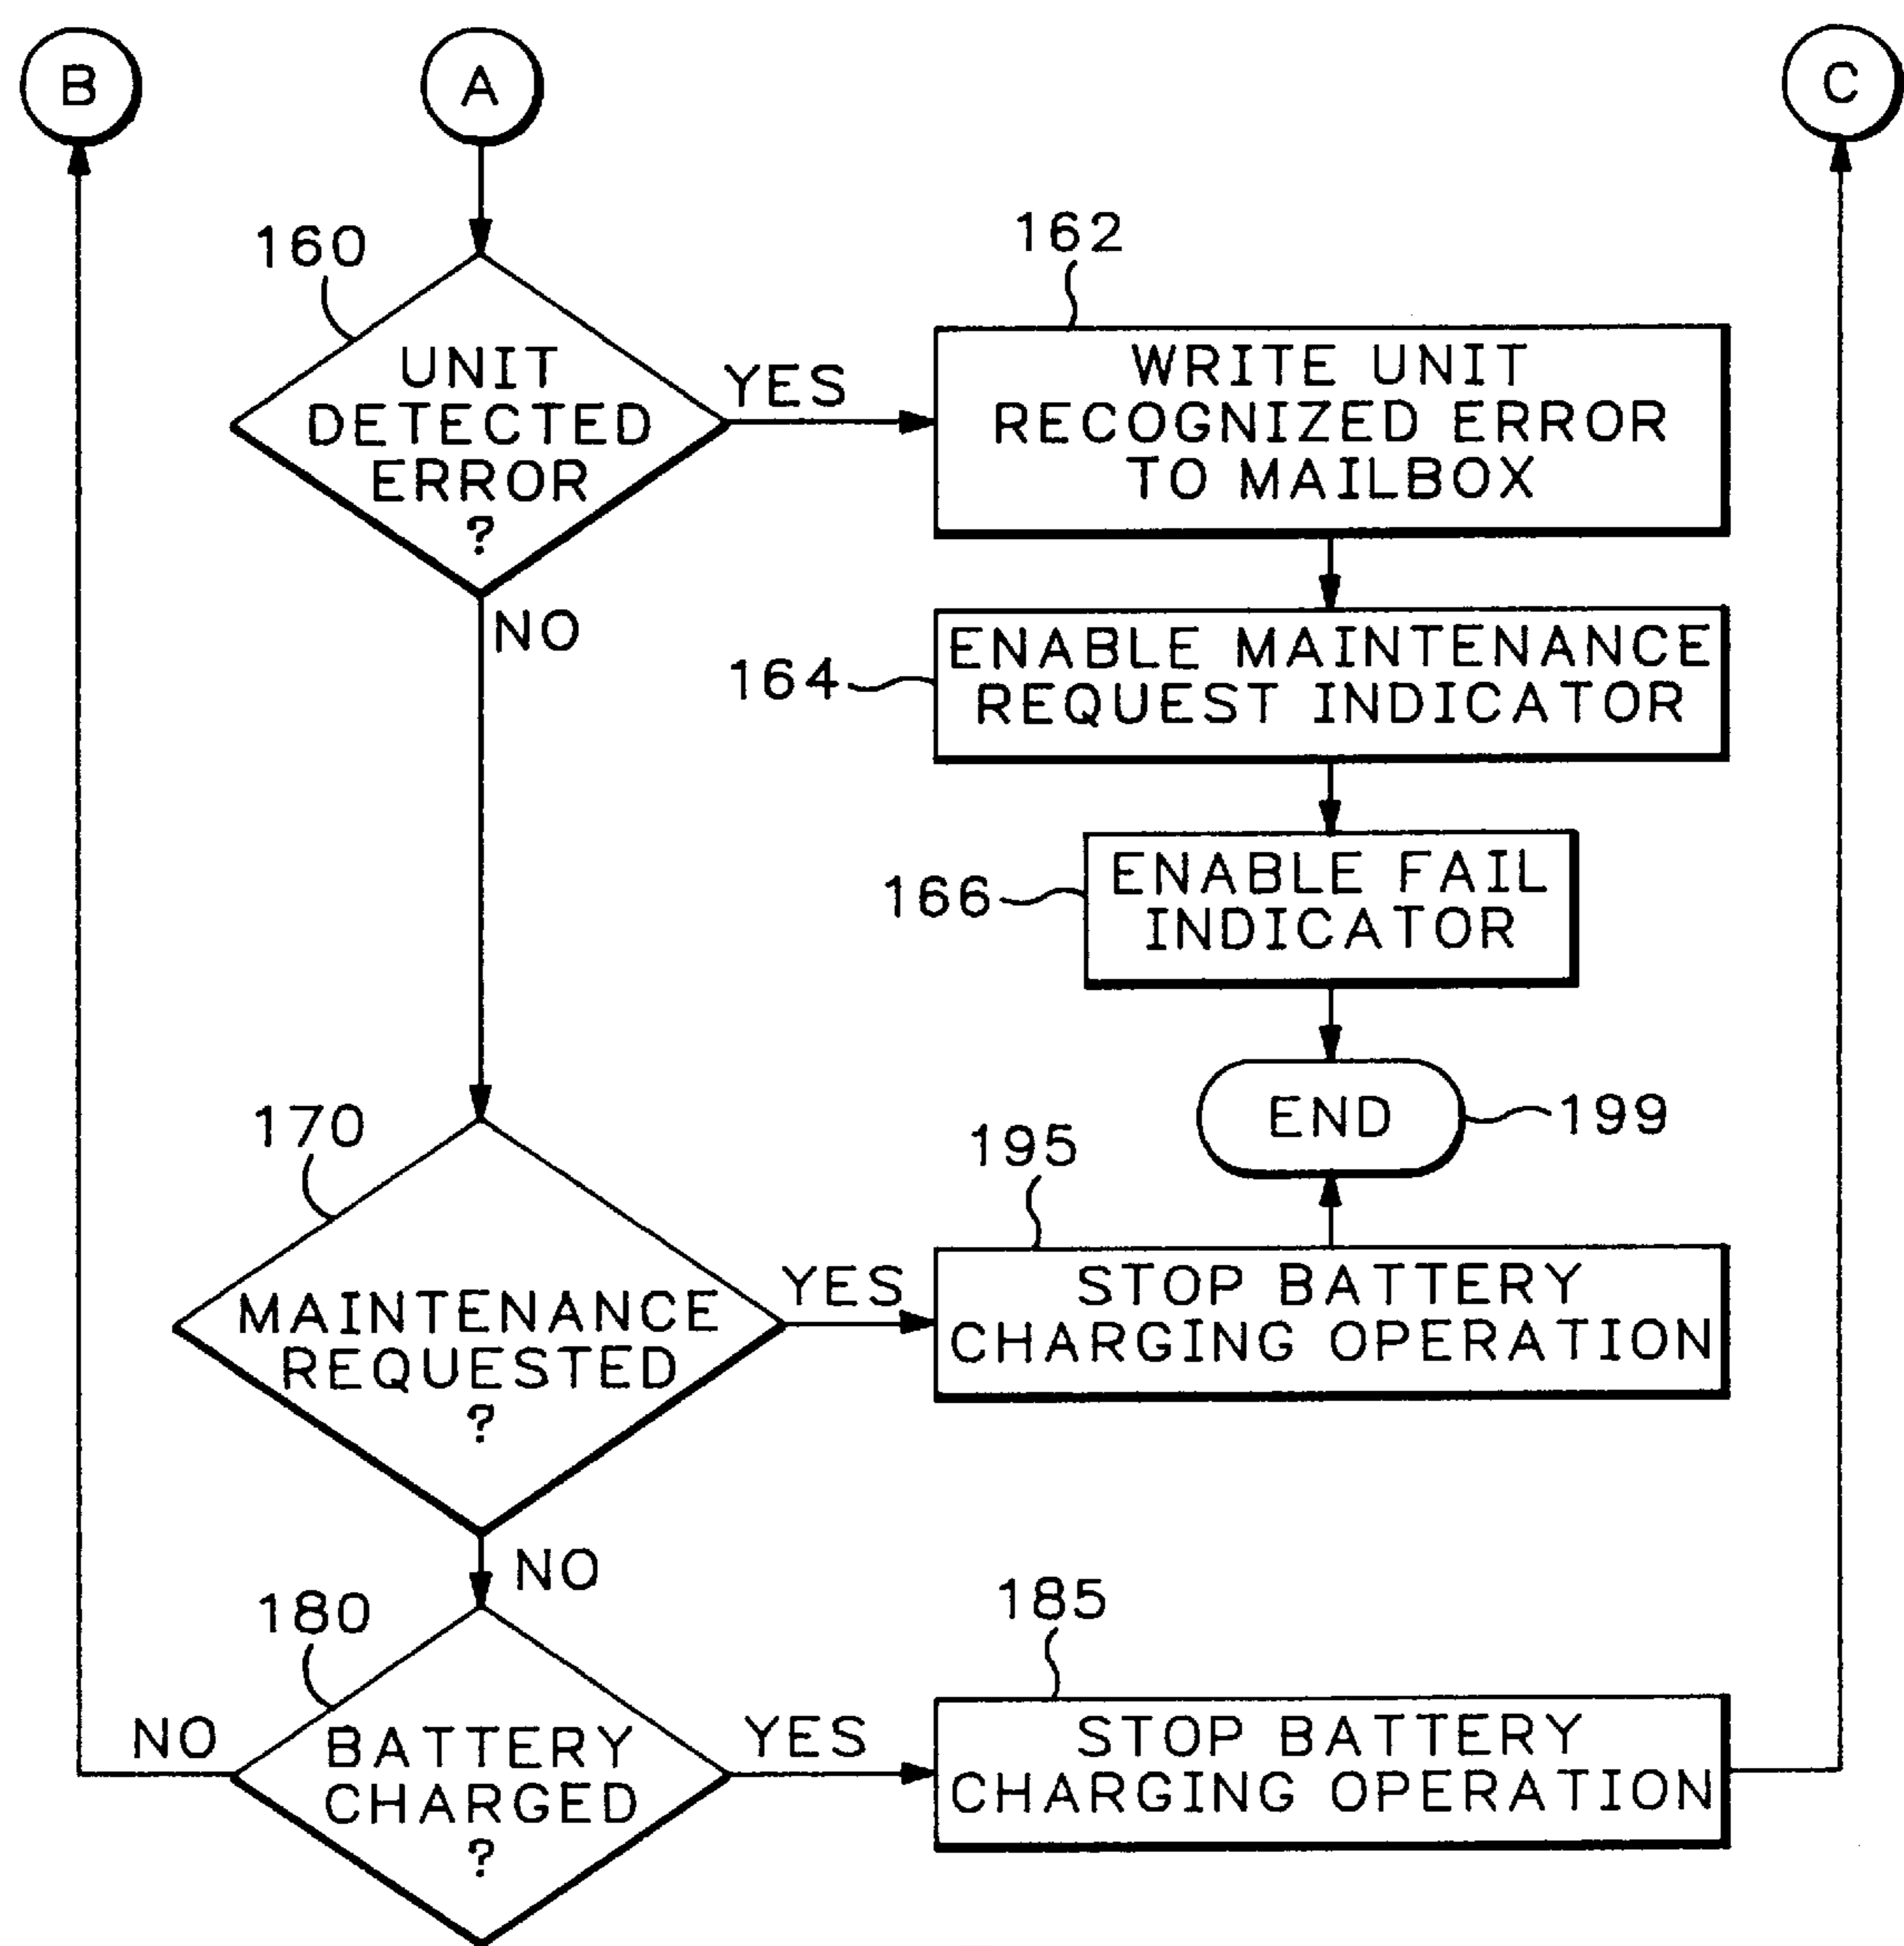 B
A
C
160
162
UNIT
DETECTED
ERROR
?
YES
WRITE UNIT
RECOGNIZED ERROR
TO MAILBOX
NO
164
ENABLE MAINTENANCE
REQUEST INDICATOR
166
ENABLE FAIL
INDICATOR
END
199
170
195
MAINTENANCE
REQUESTED
?
YES
STOP BATTERY
CHARGING OPERATION
NO
180
185
NO
BATTERY
CHARGED
?
YES
STOP BATTERY
CHARGING OPERATION